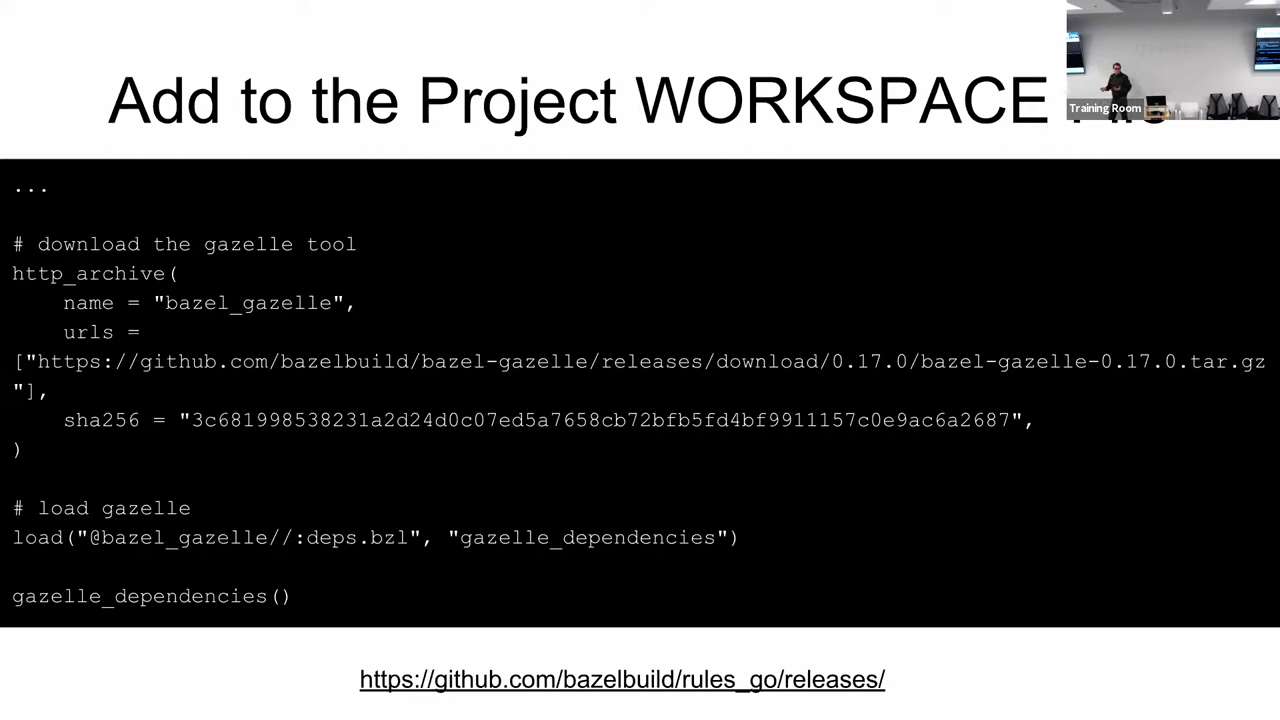 Add to the Project WORKSPACE
Training Room
...
# download the gazelle tool
http_archive(
    name = "bazel_gazelle",
    urls =
["https://github.com/bazelbuild/bazel-gazelle/releases/download/0.17.0/bazel-gazelle-0.17.0.tar.gz
"],
    sha256 = "3c681998538231a2d24d0c07ed5a7658cb72bfb5fd4bf9911157c0e9ac6a2687",
)
# load gazelle
load("@bazel_gazelle//:deps.bzl", "gazelle_dependencies")
gazelle_dependencies()
https://github.com/bazelbuild/rules_go/releases/